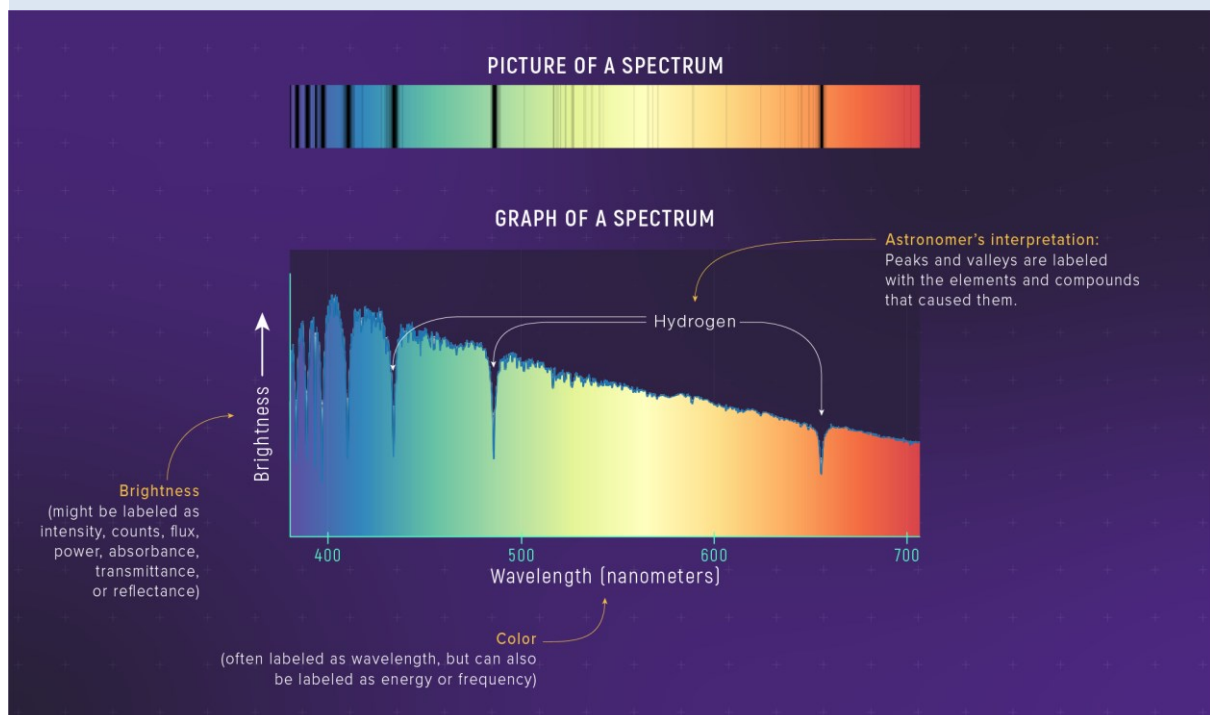 PICTURE OF A SPECTRUM
GRAPH OF A SPECTRUM
Astronomer's interpretation:
Peaks and valleys are labeled
with the elements and compounds
that caused them.
Hydrogen
Brightness
Brightness
(might be labeled as
intensity, counts, flux,
power, absorbance,
transmittance,
or reflectance)
400 500 600 700
Wavelength (nanometers)
Color
(often labeled as wavelength, but can also
be labeled as energy or frequency)